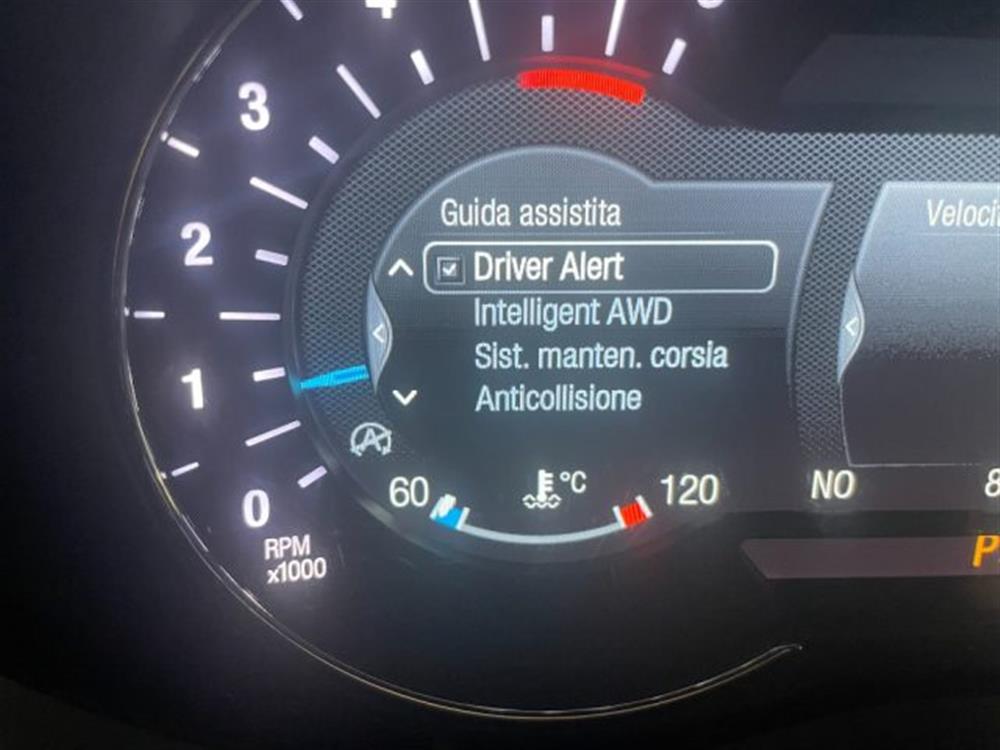 3
2
1
0
RPM
x1000
Guida assistita
Driver Alert
Intelligent AWD
Sist. manten. corsia
Anticollisione
A
60
°C
120
NO
8